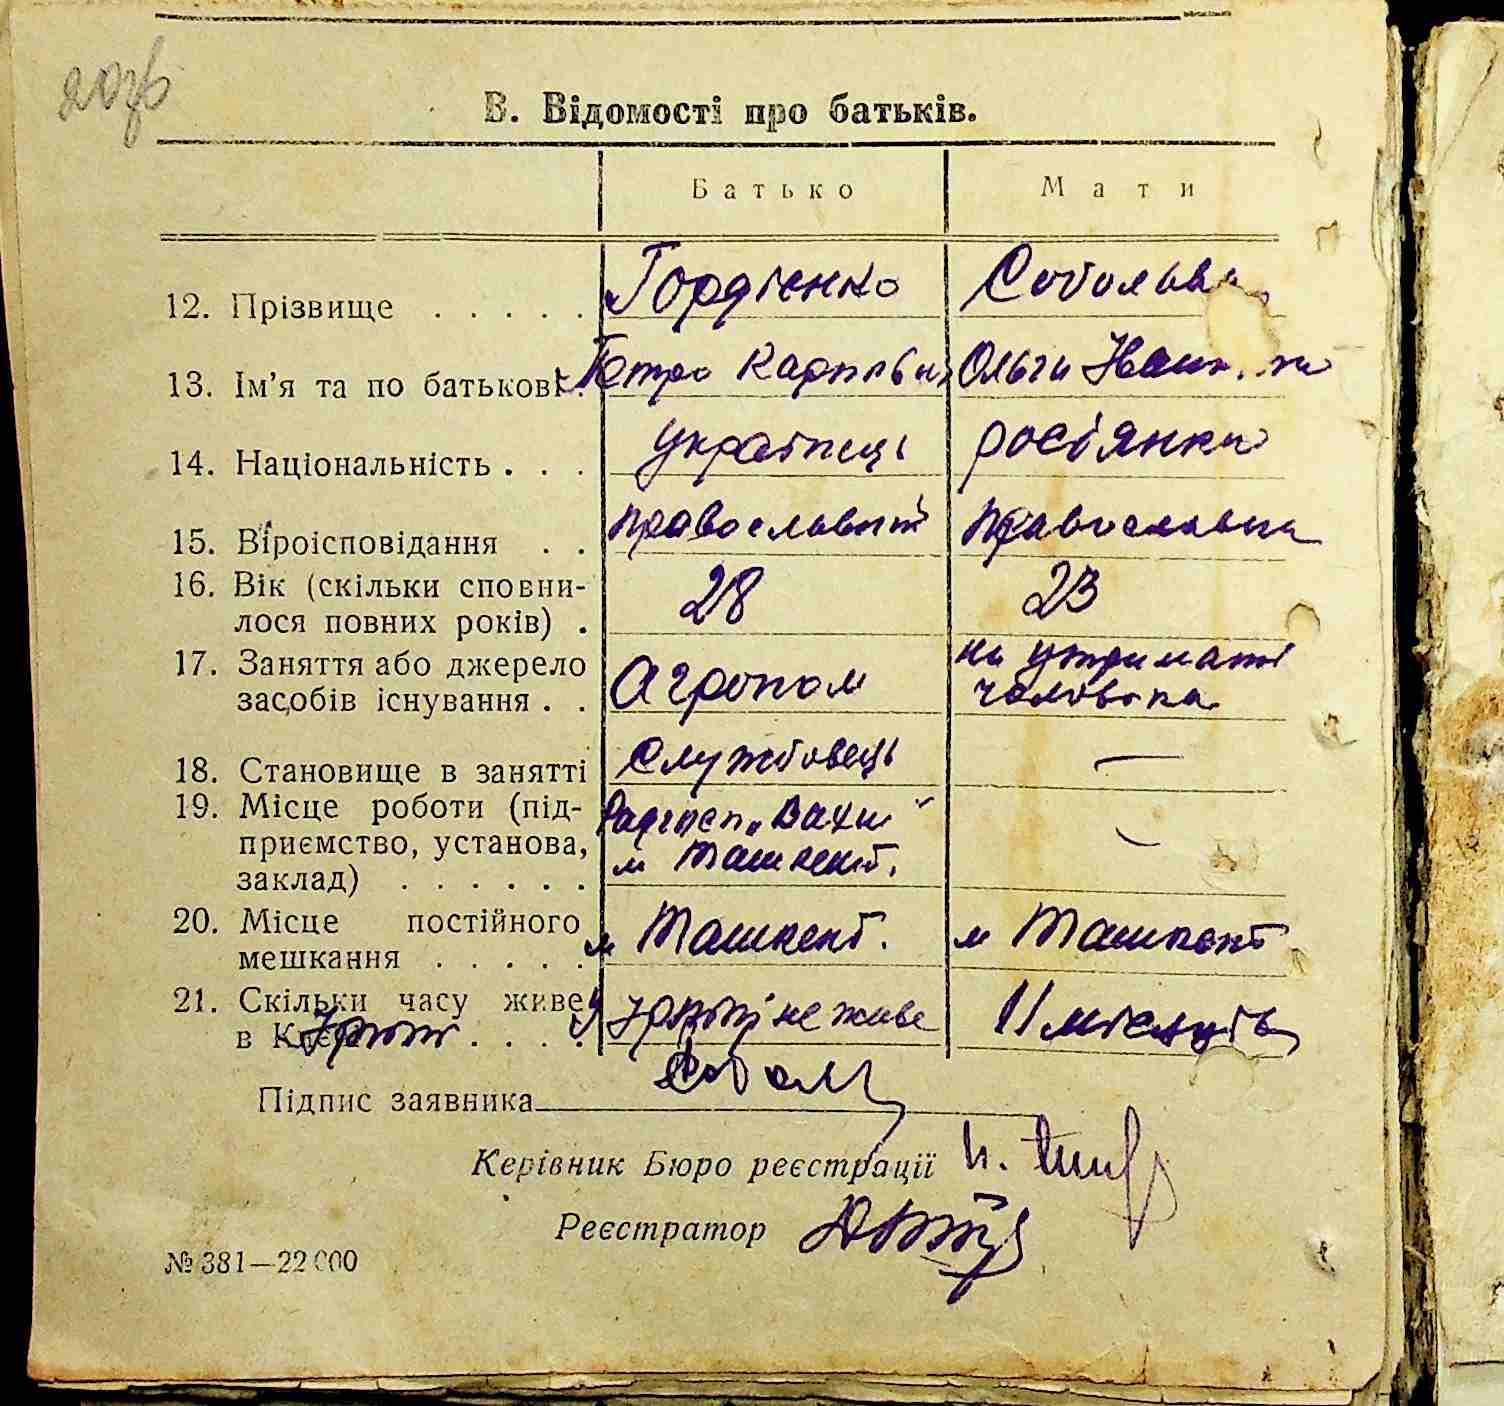 В. Відомості про батьків.
Батько Мати
12. Прізвище . . . . . Гордієнко Соболєва
13. Ім’я та по батькові . Петро Карпович Ольга Іванівна
14. Національність . . . українець росіянка
15. Віроісповідання . . православний православна
16. Вік (скільки сповни-
лося повних років) . 28 23
17. Заняття або джерело на утриманні
засобів існування . . Агроном чоловіка
18. Становище в занятті Службовець —
19. Місце роботи (під- Радгосп „Вахш“
приємство, установа, м Ташкент. —
заклад) . . . . . .
20. Місце постійного м Ташкент. м Ташкент
мешкання . . . . .
21. Скільки часу живе у не живе 11 місяців
в Києві . . . .
Підпис заявника
Керівник Бюро реєстрації
Реєстратор
№ 381—22 000